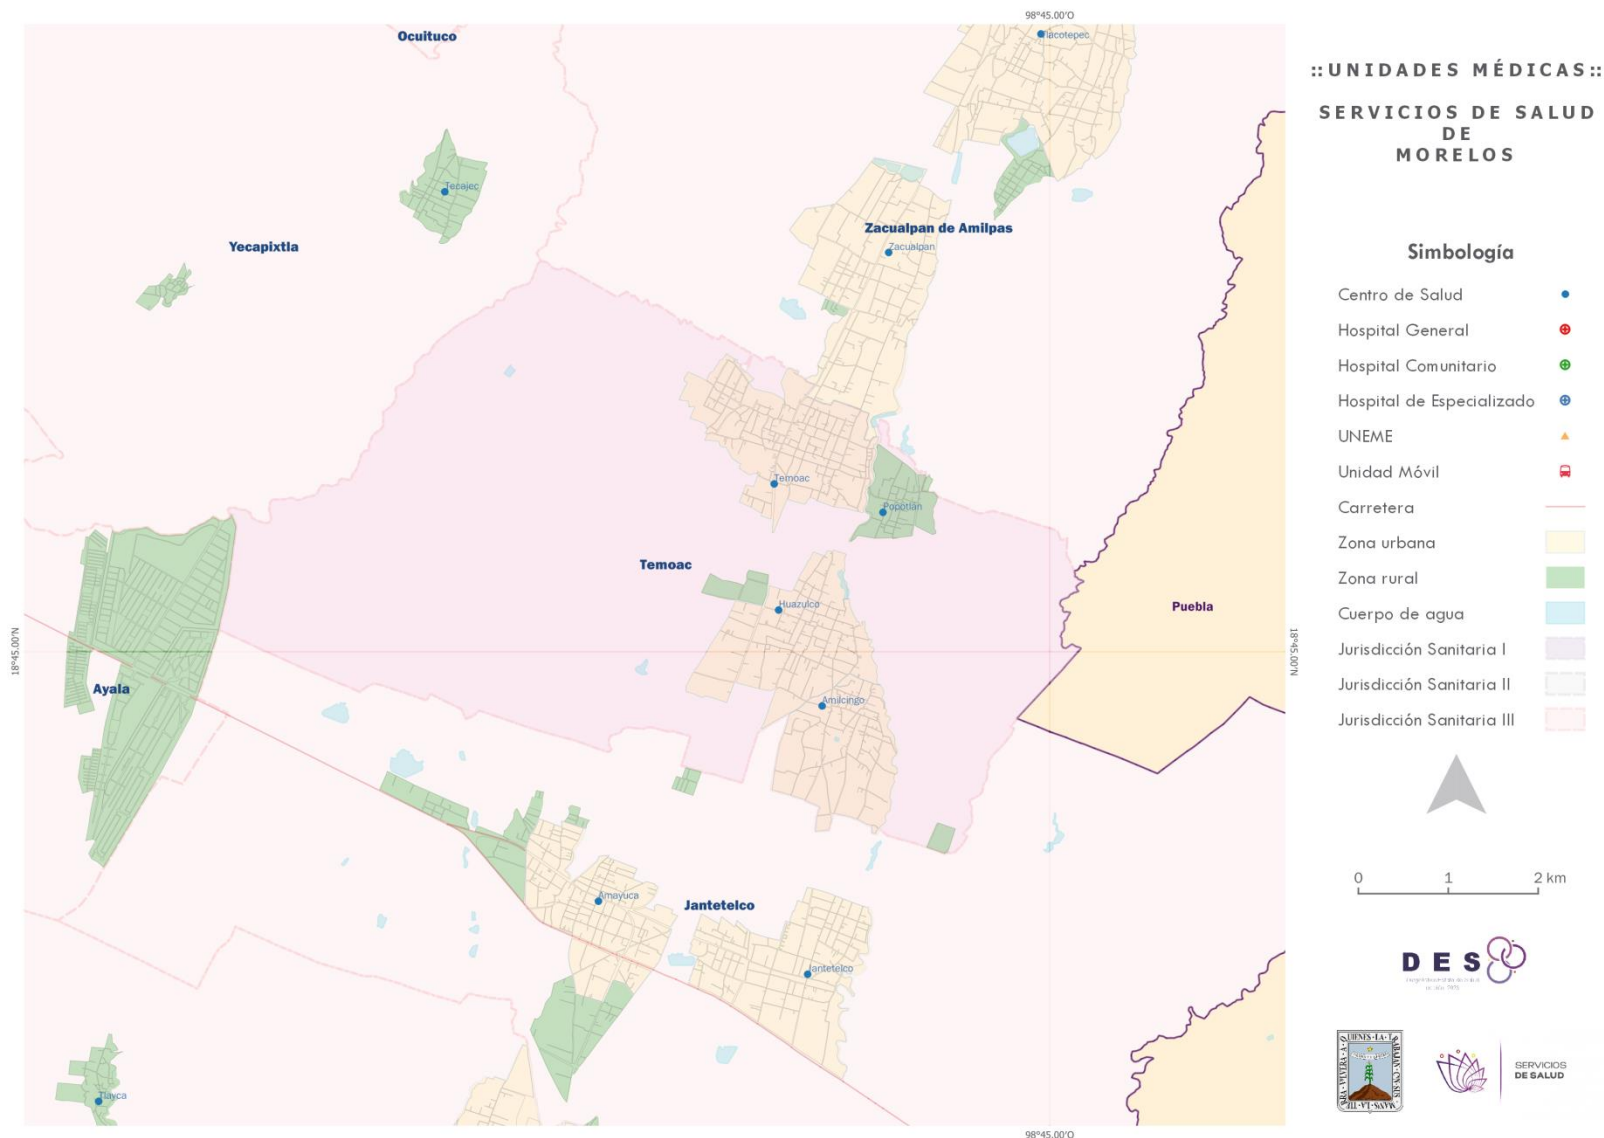 98°45.00'O
Ocuituco
Tlacotepec
Tecajec
Yecapixtla
Zacualpan de Amilpas
Zacualpan
Temoac
Popotlán
Temoac
Huazulco
Puebla
18°45.00'N
18°45.00'N
Ayala
Amilcingo
Amayuca
Jantetelco
Jantetelco
Tlayca
98°45.00'O
::UNIDADES MÉDICAS::
SERVICIOS DE SALUD
DE
MORELOS
Simbología
Centro de Salud
Hospital General
Hospital Comunitario
Hospital de Especializado
UNEME
Unidad Móvil
Carretera
Zona urbana
Zona rural
Cuerpo de agua
Jurisdicción Sanitaria I
Jurisdicción Sanitaria II
Jurisdicción Sanitaria III
0 1 2 km
DES
SERVICIOS
DE SALUD